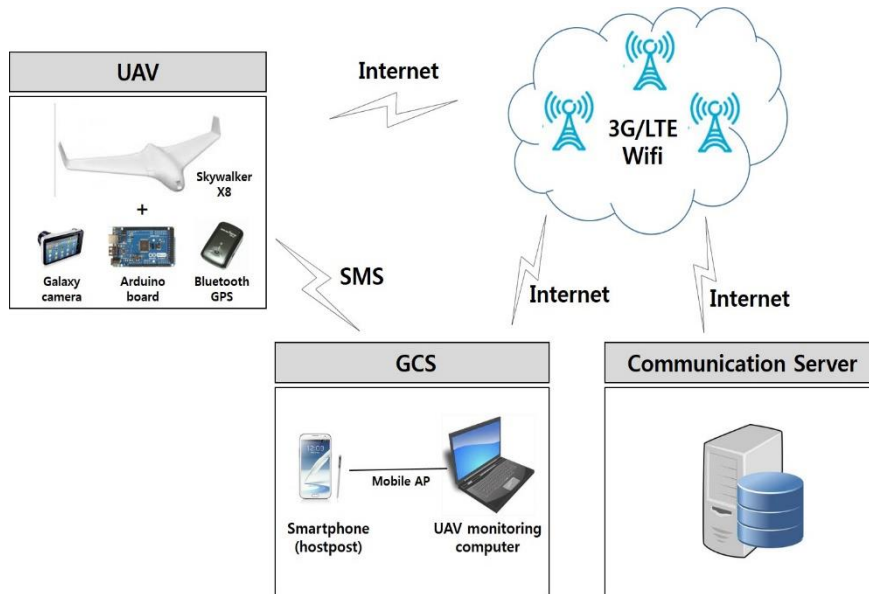 UAV
Skywalker
X8
+
Galaxy
camera
Arduino
board
Bluetooth
GPS
Internet
3G/LTE
Wifi
SMS
Internet
Internet
GCS
Mobile AP
Smartphone
(hostpost)
UAV monitoring
computer
Communication Server